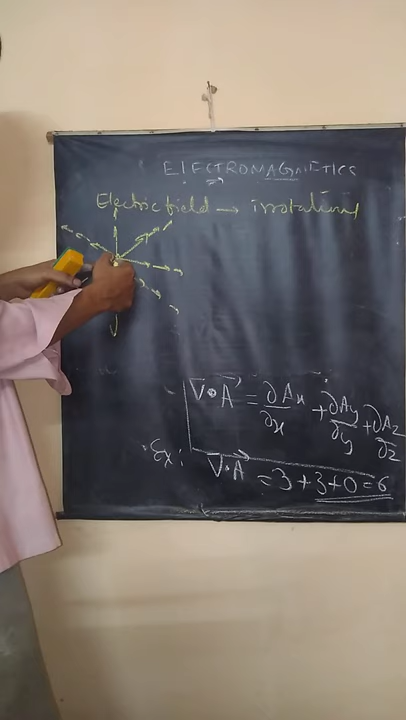 ELECTROMAGNETICS
Electric field → irrotational
∇⃗•A⃗ = ∂Ax/∂x + ∂Ay/∂y + ∂Az/∂z
Ex: ∇•A⃗ = 3+3+0=6